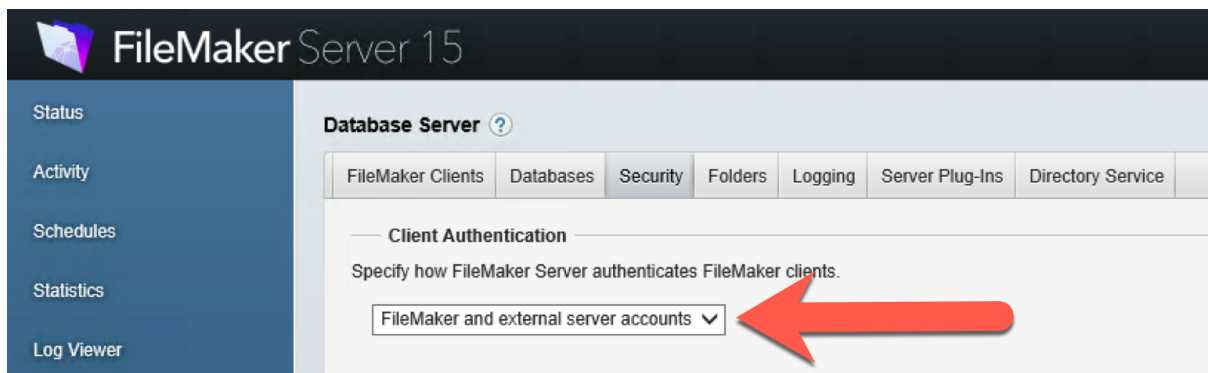 FileMaker Server 15
Status
Activity
Schedules
Statistics
Log Viewer
Database Server ?
FileMaker Clients Databases Security Folders Logging Server Plug-Ins Directory Service
Client Authentication
Specify how FileMaker Server authenticates FileMaker clients.
FileMaker and external server accounts